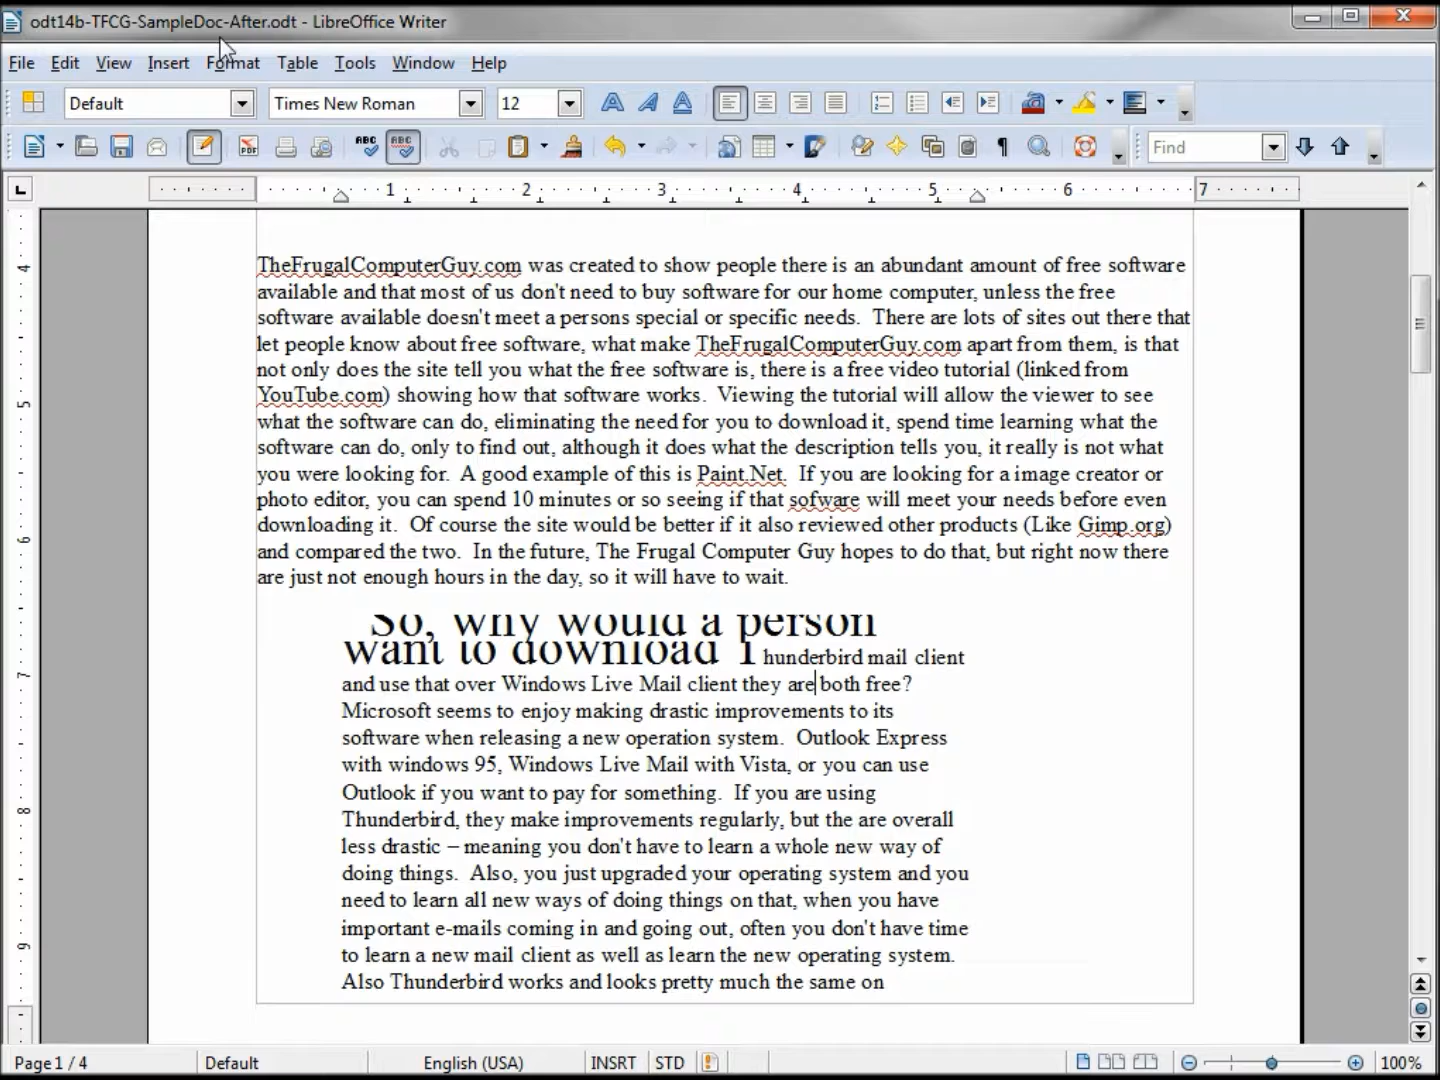 odt14b-TFCG-SampleDoc-After.odt - LibreOffice Writer
File Edit View Insert Format Table Tools Window Help
Default Times New Roman 12
ABC ABC PDF Find
1 2 3 4 5 6 7
TheFrugalComputerGuy.com was created to show people there is an abundant amount of free software
available and that most of us don't need to buy software for our home computer, unless the free
software available doesn't meet a persons special or specific needs.  There are lots of sites out there that
let people know about free software, what make TheFrugalComputerGuy.com apart from them, is that
not only does the site tell you what the free software is, there is a free video tutorial (linked from
YouTube.com) showing how that software works.  Viewing the tutorial will allow the viewer to see
what the software can do, eliminating the need for you to download it, spend time learning what the
software can do, only to find out, although it does what the description tells you, it really is not what
you were looking for.  A good example of this is Paint.Net.  If you are looking for a image creator or
photo editor, you can spend 10 minutes or so seeing if that sofware will meet your needs before even
downloading it.  Of course the site would be better if it also reviewed other products (Like Gimp.org)
and compared the two.  In the future, The Frugal Computer Guy hopes to do that, but right now there
are just not enough hours in the day, so it will have to wait.
So, why would a person
want to download Thunderbird mail client
and use that over Windows Live Mail client they are both free?
Microsoft seems to enjoy making drastic improvements to its
software when releasing a new operation system.  Outlook Express
with windows 95, Windows Live Mail with Vista, or you can use
Outlook if you want to pay for something.  If you are using
Thunderbird, they make improvements regularly, but the are overall
less drastic – meaning you don't have to learn a whole new way of
doing things.  Also, you just upgraded your operating system and you
need to learn all new ways of doing things on that, when you have
important e-mails coming in and going out, often you don't have time
to learn a new mail client as well as learn the new operating system.
Also Thunderbird works and looks pretty much the same on
4
5
6
7
8
9
Page 1 / 4 Default English (USA) INSRT STD 100%